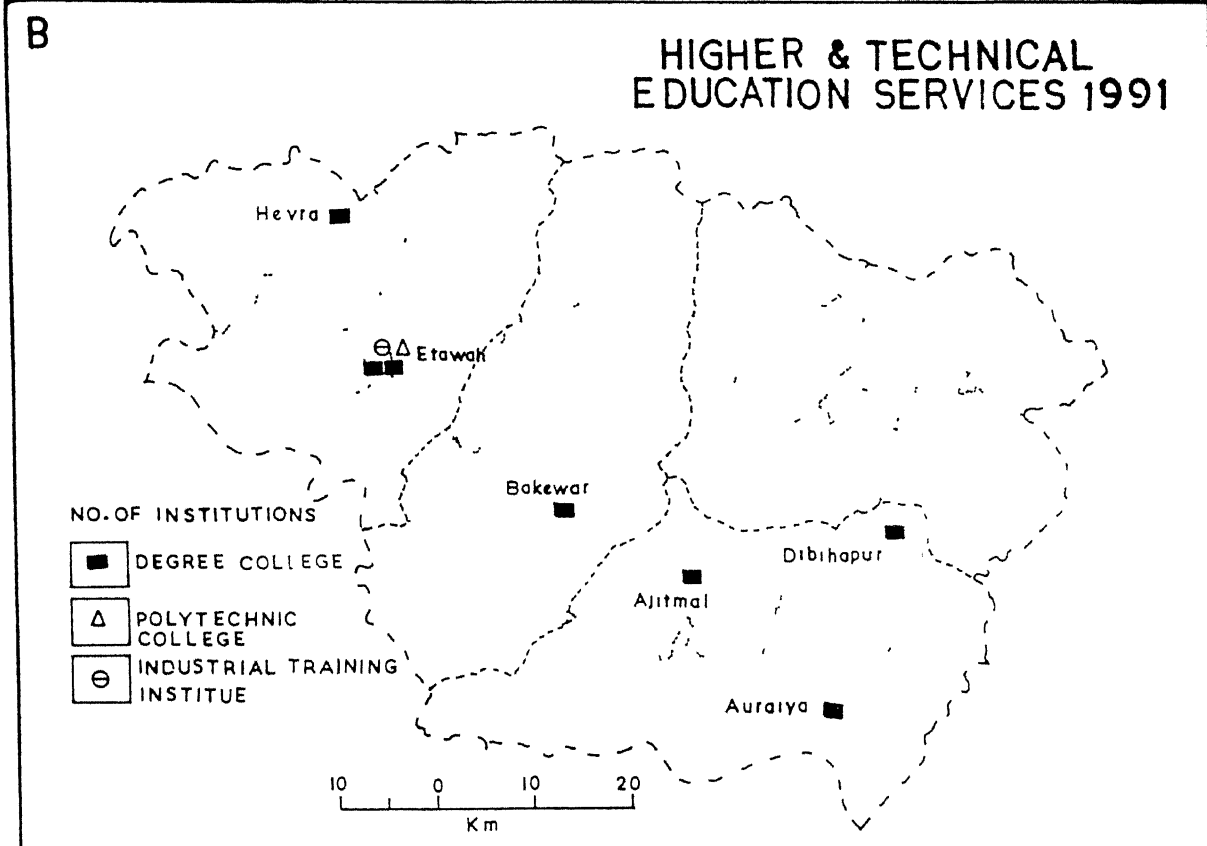 B
HIGHER & TECHNICAL
EDUCATION SERVICES 1991
Hevra
Etawah
Bakewar
Dibihapur
Ajitmal
Auraiya
NO. OF INSTITUTIONS
DEGREE COLLEGE
POLYTECHNIC
COLLEGE
INDUSTRIAL TRAINING
INSTITUE
10 0 10 20
Km